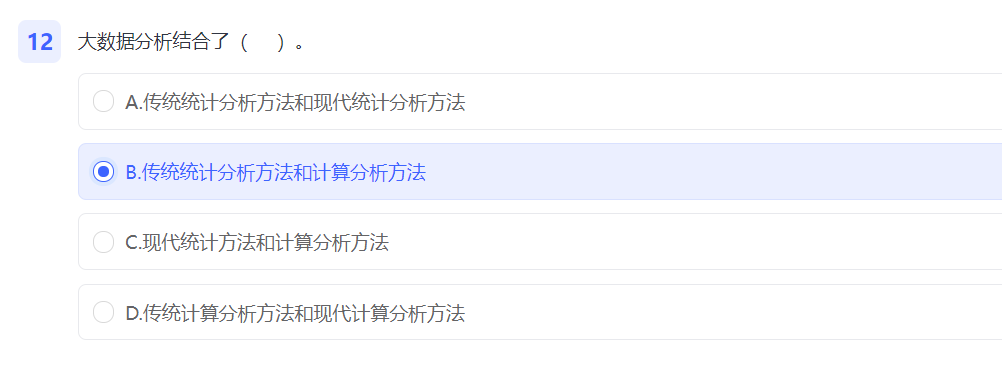 12 大数据分析结合了（ ）。
A.传统统计分析方法和现代统计分析方法
B.传统统计分析方法和计算分析方法
C.现代统计方法和计算分析方法
D.传统计算分析方法和现代计算分析方法